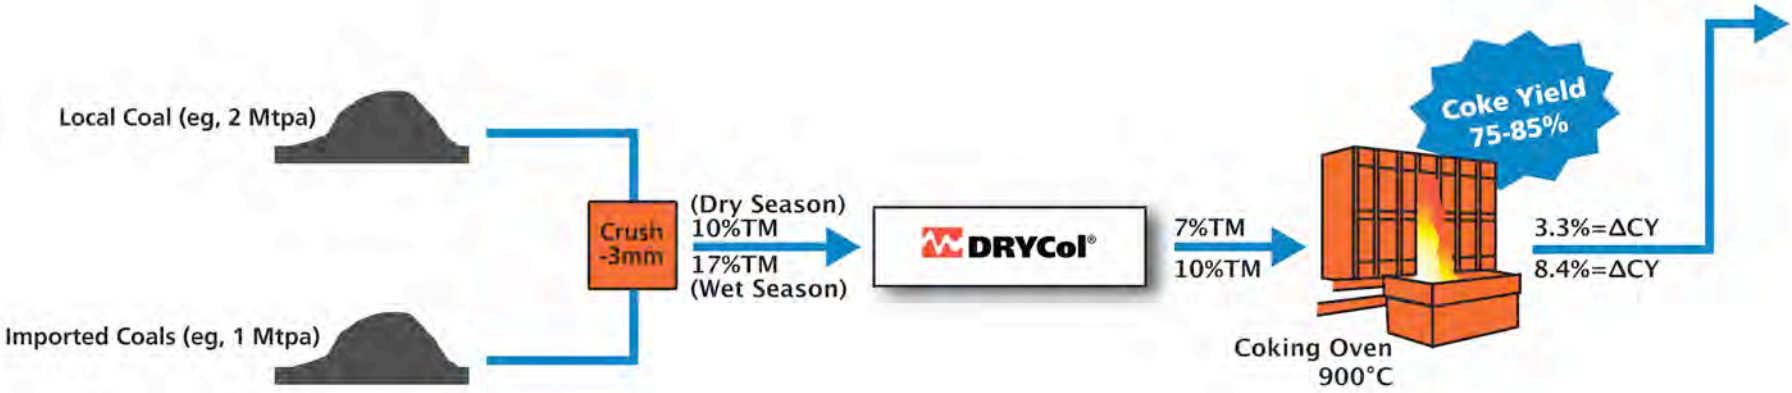 Local Coal (eg, 2 Mtpa)
Imported Coals (eg, 1 Mtpa)
Crush
-3mm
(Dry Season)
10%TM
17%TM
(Wet Season)
DRYCol®
7%TM
10%TM
Coke Yield
75-85%
Coking Oven
900°C
3.3%=ΔCY
8.4%=ΔCY